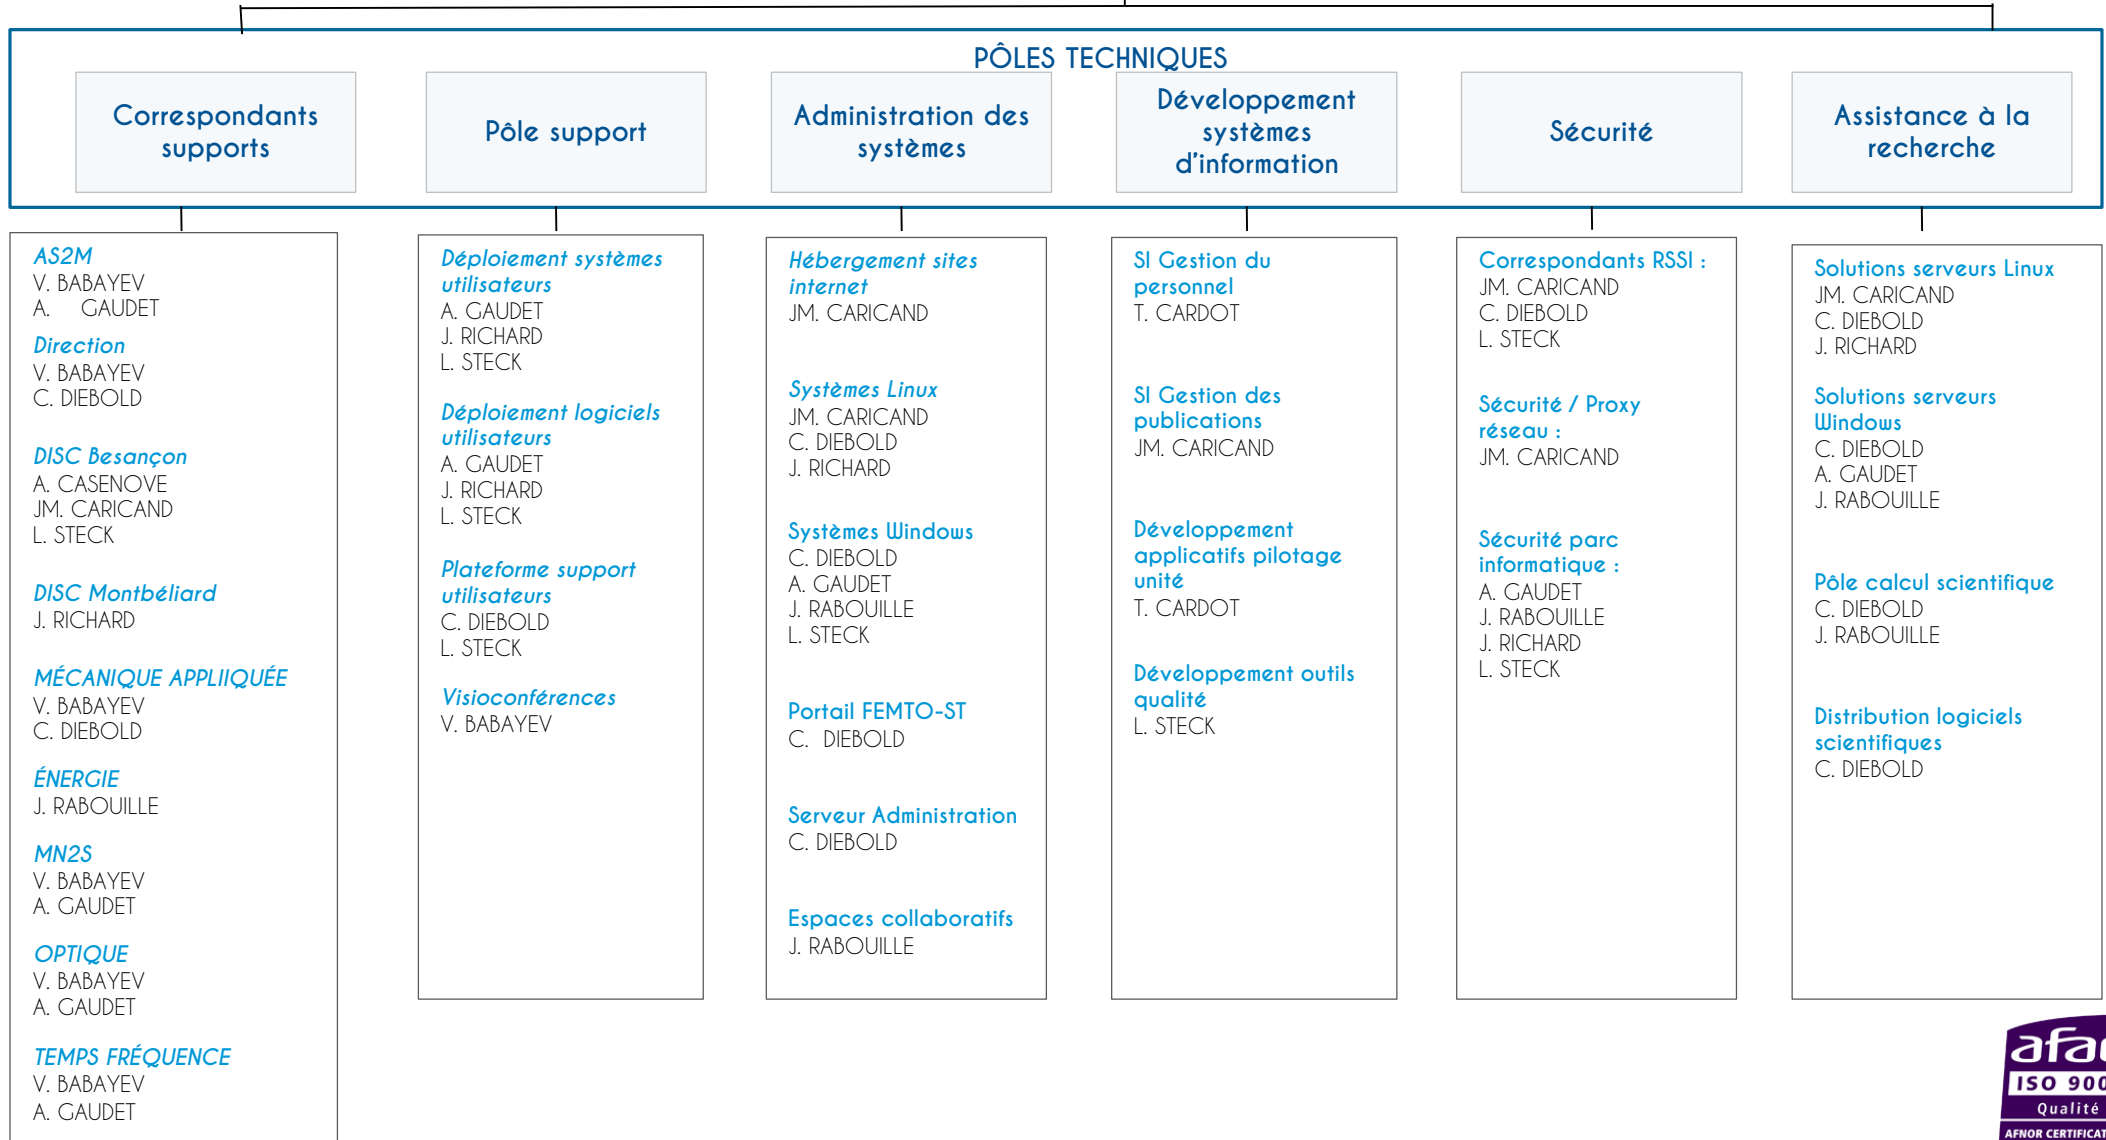 PÔLES TECHNIQUES
Correspondants
supports
Pôle support
Administration des
systèmes
Développement
systèmes
d'information
Sécurité
Assistance à la
recherche
AS2M
V. BABAYEV
A. GAUDET
Direction
V. BABAYEV
C. DIEBOLD
DISC Besançon
A. CASENOVE
JM. CARICAND
L. STECK
DISC Montbéliard
J. RICHARD
MÉCANIQUE APPLIIQUÉE
V. BABAYEV
C. DIEBOLD
ÉNERGIE
J. RABOUILLE
MN2S
V. BABAYEV
A. GAUDET
OPTIQUE
V. BABAYEV
A. GAUDET
TEMPS FRÉQUENCE
V. BABAYEV
A. GAUDET
Déploiement systèmes
utilisateurs
A. GAUDET
J. RICHARD
L. STECK
Déploiement logiciels
utilisateurs
A. GAUDET
J. RICHARD
L. STECK
Plateforme support
utilisateurs
C. DIEBOLD
L. STECK
Visioconférences
V. BABAYEV
Hébergement sites
internet
JM. CARICAND
Systèmes Linux
JM. CARICAND
C. DIEBOLD
J. RICHARD
Systèmes Windows
C. DIEBOLD
A. GAUDET
J. RABOUILLE
L. STECK
Portail FEMTO-ST
C. DIEBOLD
Serveur Administration
C. DIEBOLD
Espaces collaboratifs
J. RABOUILLE
SI Gestion du
personnel
T. CARDOT
SI Gestion des
publications
JM. CARICAND
Développement
applicatifs pilotage
unité
T. CARDOT
Développement outils
qualité
L. STECK
Correspondants RSSI :
JM. CARICAND
C. DIEBOLD
L. STECK
Sécurité / Proxy
réseau :
JM. CARICAND
Sécurité parc
informatique :
A. GAUDET
J. RABOUILLE
J. RICHARD
L. STECK
Solutions serveurs Linux
JM. CARICAND
C. DIEBOLD
J. RICHARD
Solutions serveurs
Windows
C. DIEBOLD
A. GAUDET
J. RABOUILLE
Pôle calcul scientifique
C. DIEBOLD
J. RABOUILLE
Distribution logiciels
scientifiques
C. DIEBOLD
ISO 900
Qualité
AFNOR CERTIFICAT